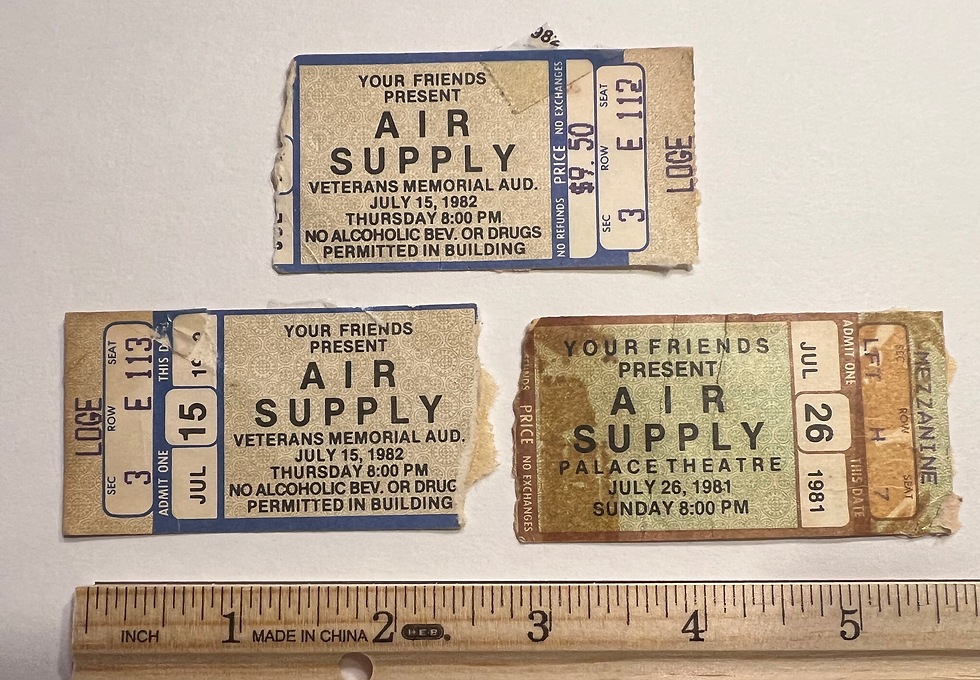 982
YOUR FRIENDS
PRESENT
AIR
SUPPLY
VETERANS MEMORIAL AUD.
JULY 15, 1982
THURSDAY 8:00 PM
NO ALCOHOLIC BEV. OR DRUGS
PERMITTED IN BUILDING
NO REFUNDS PRICE NO EXCHANGES
$9.50
SEC ROW SEAT
3 E 112
LOGE
LOGE
SEC ROW SEAT
3 E 113
ADMIT ONE THIS D
JUL 15 19
YOUR FRIENDS
PRESENT
AIR
SUPPLY
VETERANS MEMORIAL AUD.
JULY 15, 1982
THURSDAY 8:00 PM
NO ALCOHOLIC BEV. OR DRUG
PERMITTED IN BUILDING
PRICE NO EXCHANGES
YOUR FRIENDS
PRESENT
AIR
SUPPLY
PALACE THEATRE
JULY 26, 1981
SUNDAY 8:00 PM
JUL 26 1981
ADMIT ONE THIS DATE
SEC ROW SEAT
LFT H 7
MEZZANINE
INCH 1 MADE IN CHINA 2 H-E-B. 3 4 5